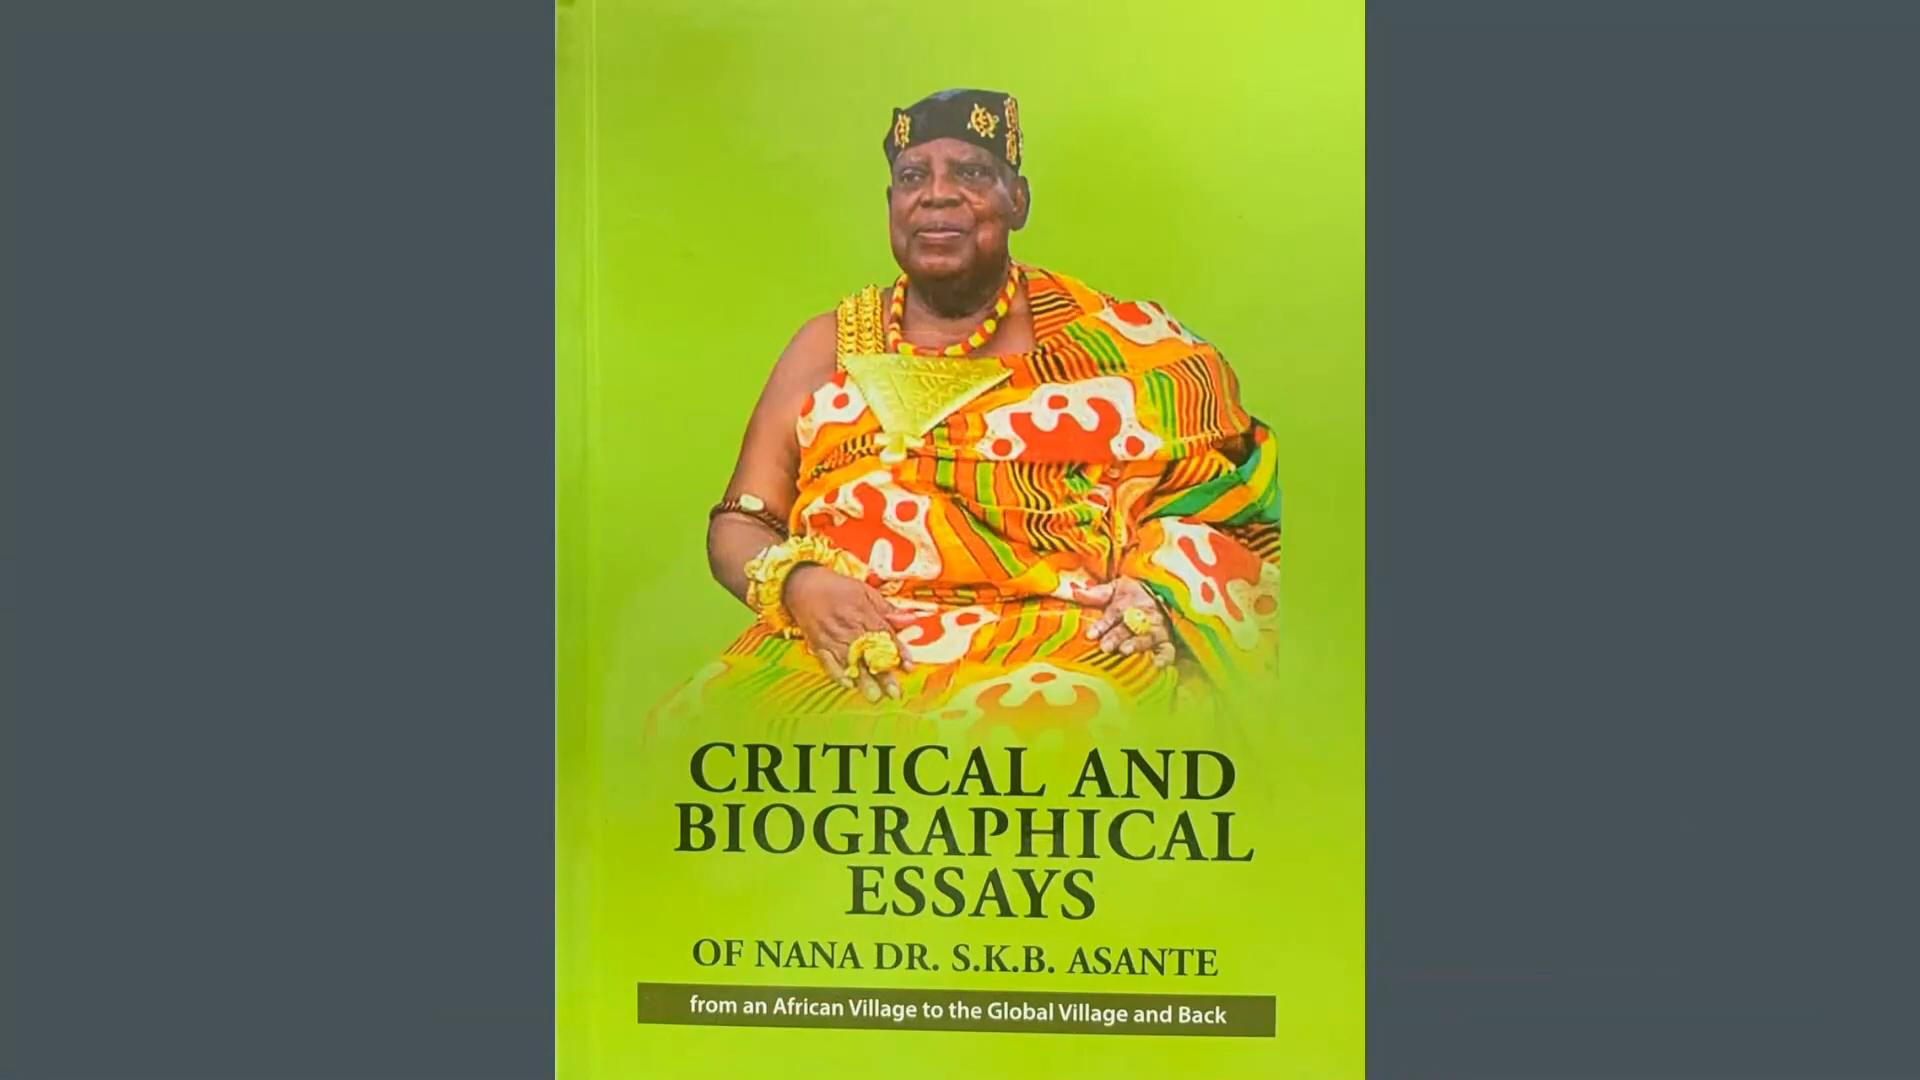 CRITICAL AND
BIOGRAPHICAL
ESSAYS
OF NANA DR. S.K.B. ASANTE
from an African Village to the Global Village and Back